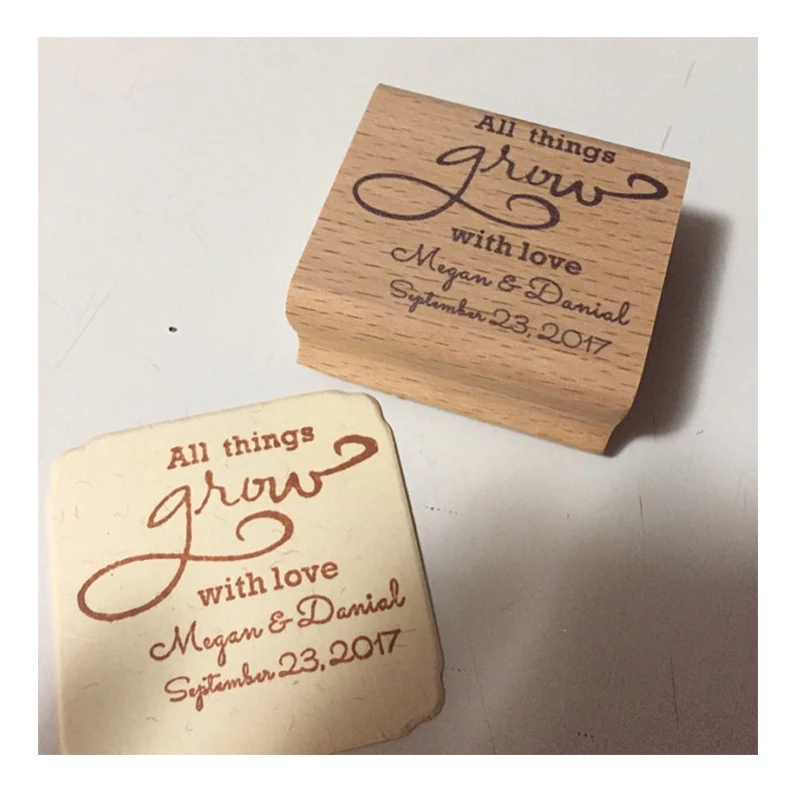 All things
grow
with love
Megan & Danial
September 23, 2017
All things
grow
with love
Megan & Danial
September 23, 2017